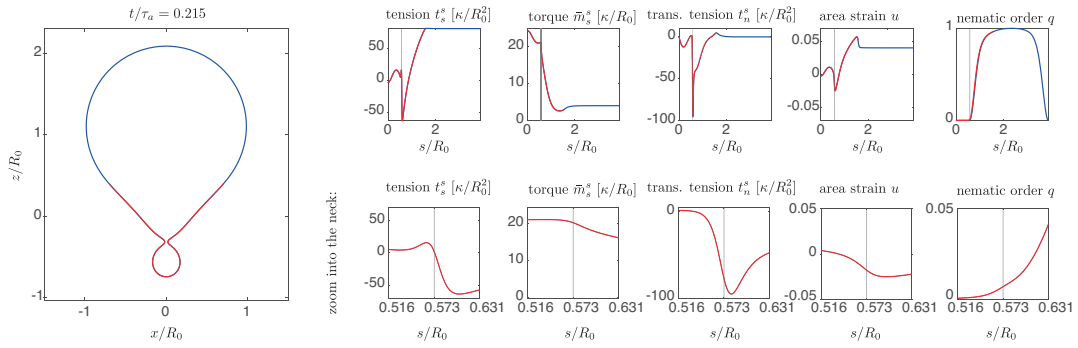 t/τ_a = 0.215
2
1
0
-1
z/R_0
-1 0 1
x/R_0
tension t_s^s [κ/R_0^2]
50
0
-50
0 2
s/R_0
torque m̄_s^s [κ/R_0]
20
10
0
0 2
s/R_0
trans. tension t_n^s [κ/R_0^2]
0
-50
-100
0 2
s/R_0
area strain u
0.05
0
-0.05
0 2
s/R_0
nematic order q
1
0
0 2
s/R_0
zoom into the neck:
tension t_s^s [κ/R_0^2]
50
0
-50
0.516 0.573 0.631
s/R_0
torque m̄_s^s [κ/R_0]
20
10
0
0.516 0.573 0.631
s/R_0
trans. tension t_n^s [κ/R_0^2]
0
-100
0.516 0.573 0.631
s/R_0
area strain u
0.05
0
-0.05
0.516 0.573 0.631
s/R_0
nematic order q
0.05
0
0.516 0.573 0.631
s/R_0